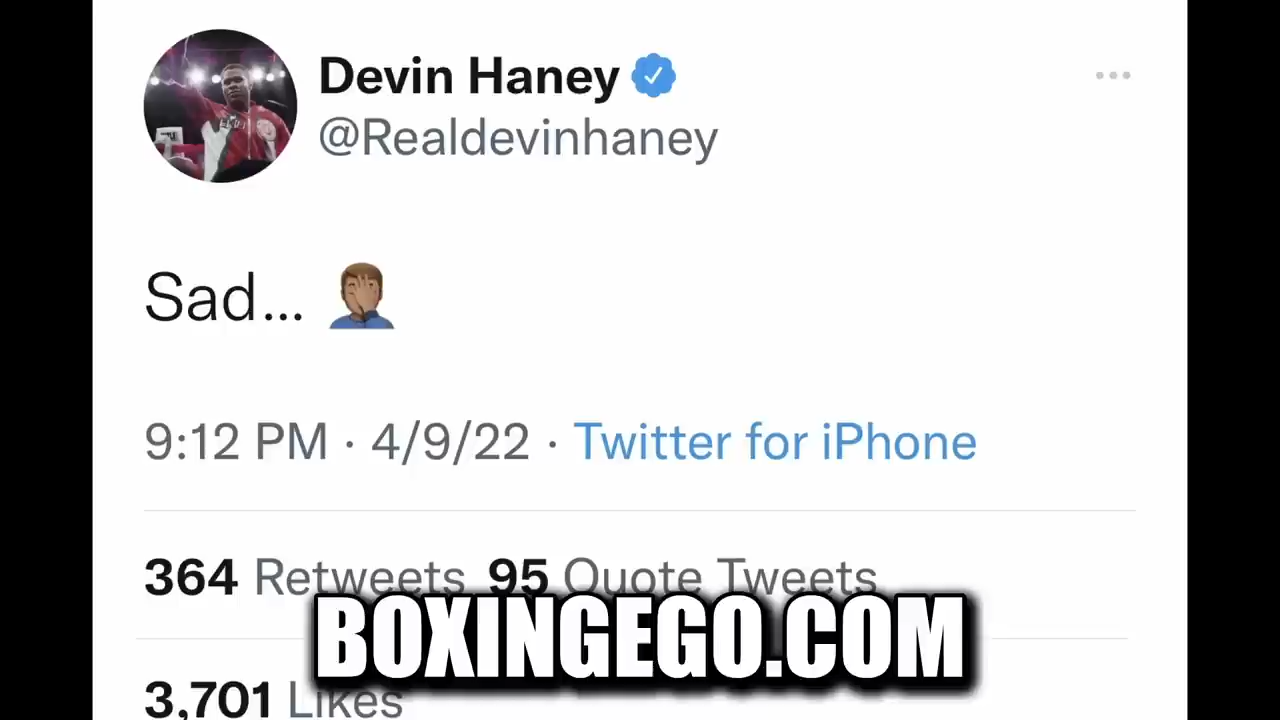 Devin Haney
@Realdevinhaney
Sad...
9:12 PM · 4/9/22 · Twitter for iPhone
364 Retweets 95 Quote Tweets
BOXINGEGO.COM
3,701 Likes